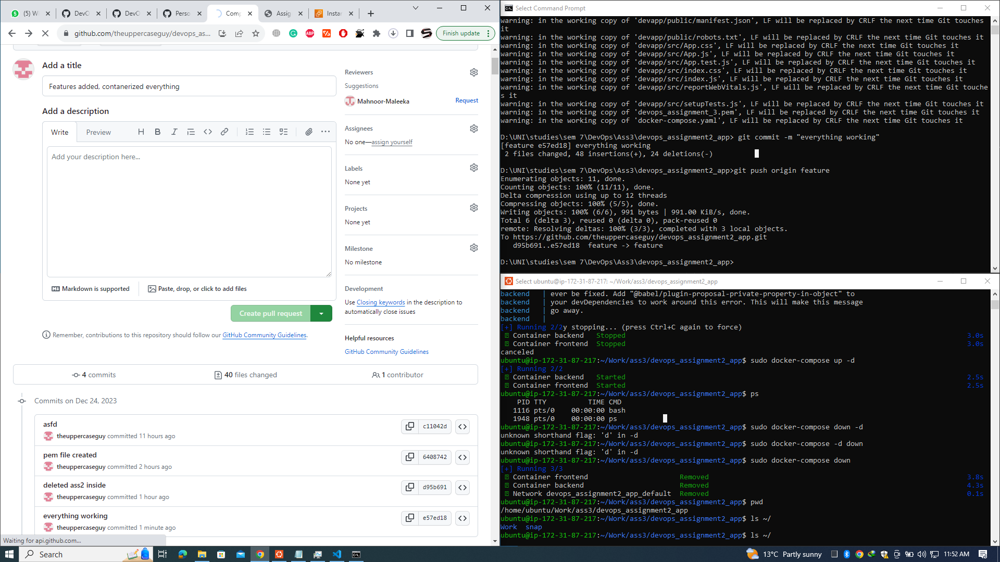 (5) W
DevO
DevO
Perso
Comp
Assig
Instan
github.com/theuppercaseguy/devops_as...
Finish update
Add a title
Features added, contanerized everything
Add a description
Write
Preview
Add your description here...
Markdown is supported
Paste, drop, or click to add files
Create pull request
Remember, contributions to this repository should follow our GitHub Community Guidelines.
Reviewers
Suggestions
Mahnoor-Maleeka
Request
Assignees
No one—assign yourself
Labels
None yet
Projects
None yet
Milestone
No milestone
Development
Use Closing keywords in the description to
automatically close issues
Helpful resources
GitHub Community Guidelines
4 commits
40 files changed
1 contributor
Commits on Dec 24, 2023
asfd
theuppercaseguy committed 11 hours ago
c11042d
pem file created
theuppercaseguy committed 2 hours ago
6408742
deleted ass2 inside
theuppercaseguy committed 1 hour ago
d95b691
everything working
theuppercaseguy committed 1 minute ago
e57ed18
Waiting for api.github.com...
Select Command Prompt
warning: in the working copy of 'devapp/public/manifest.json', LF will be replaced by CRLF the next time Git touches
it
warning: in the working copy of 'devapp/public/robots.txt', LF will be replaced by CRLF the next time Git touches it
warning: in the working copy of 'devapp/src/App.css', LF will be replaced by CRLF the next time Git touches it
warning: in the working copy of 'devapp/src/App.js', LF will be replaced by CRLF the next time Git touches it
warning: in the working copy of 'devapp/src/App.test.js', LF will be replaced by CRLF the next time Git touches it
warning: in the working copy of 'devapp/src/index.css', LF will be replaced by CRLF the next time Git touches it
warning: in the working copy of 'devapp/src/index.js', LF will be replaced by CRLF the next time Git touches it
warning: in the working copy of 'devapp/src/reportWebVitals.js', LF will be replaced by CRLF the next time Git touche
s it
warning: in the working copy of 'devapp/src/setupTests.js', LF will be replaced by CRLF the next time Git touches it
warning: in the working copy of 'devops_assignment_3.pem', LF will be replaced by CRLF the next time Git touches it
warning: in the working copy of 'docker-compose.yaml', LF will be replaced by CRLF the next time Git touches it
D:\UNI\studies\sem 7\DevOps\Ass3\devops_assignment2_app> git commit -m "everything working"
[feature e57ed18] everything working
2 files changed, 48 insertions(+), 24 deletions(-)
D:\UNI\studies\sem 7\DevOps\Ass3\devops_assignment2_app>git push origin feature
Enumerating objects: 11, done.
Counting objects: 100% (11/11), done.
Delta compression using up to 12 threads
Compressing objects: 100% (5/5), done.
Writing objects: 100% (6/6), 991 bytes | 991.00 KiB/s, done.
Total 6 (delta 3), reused 0 (delta 0), pack-reused 0
remote: Resolving deltas: 100% (3/3), completed with 3 local objects.
To https://github.com/theuppercaseguy/devops_assignment2_app.git
d95b691..e57ed18  feature -> feature
D:\UNI\studies\sem 7\DevOps\Ass3\devops_assignment2_app>
Select ubuntu@ip-172-31-87-217: ~/Work/ass3/devops_assignment2_app
backend | ever be fixed. Add "@babel/plugin-proposal-private-property-in-object" to
backend | your devDependencies to work around this error. This will make this message
backend | go away.
backend |
[+] Running 2/2y stopping... (press Ctrl+C again to force)
Container backend Stopped 3.0s
Container frontend Stopped 3.0s
canceled
ubuntu@ip-172-31-87-217:~/Work/ass3/devops_assignment2_app$ sudo docker-compose up -d
[+] Running 2/2
Container backend Started 2.5s
Container frontend Started 2.5s
ubuntu@ip-172-31-87-217:~/Work/ass3/devops_assignment2_app$ ps
PID TTY TIME CMD
1116 pts/0 00:00:00 bash
1948 pts/0 00:00:00 ps
ubuntu@ip-172-31-87-217:~/Work/ass3/devops_assignment2_app$ sudo docker-compose down -d
unknown shorthand flag: 'd' in -d
ubuntu@ip-172-31-87-217:~/Work/ass3/devops_assignment2_app$ sudo docker-compose -d down
unknown shorthand flag: 'd' in -d
ubuntu@ip-172-31-87-217:~/Work/ass3/devops_assignment2_app$ sudo docker-compose down
[+] Running 3/3
Container frontend Removed 3.8s
Container backend Removed 4.3s
Network devops_assignment2_app_default Removed 0.1s
ubuntu@ip-172-31-87-217:~/Work/ass3/devops_assignment2_app$ pwd
/home/ubuntu/Work/ass3/devops_assignment2_app
ubuntu@ip-172-31-87-217:~/Work/ass3/devops_assignment2_app$ ls ~/
Work snap
ubuntu@ip-172-31-87-217:~/Work/ass3/devops_assignment2_app$ ls ~/
Search
13°C Partly sunny
11:52 AM